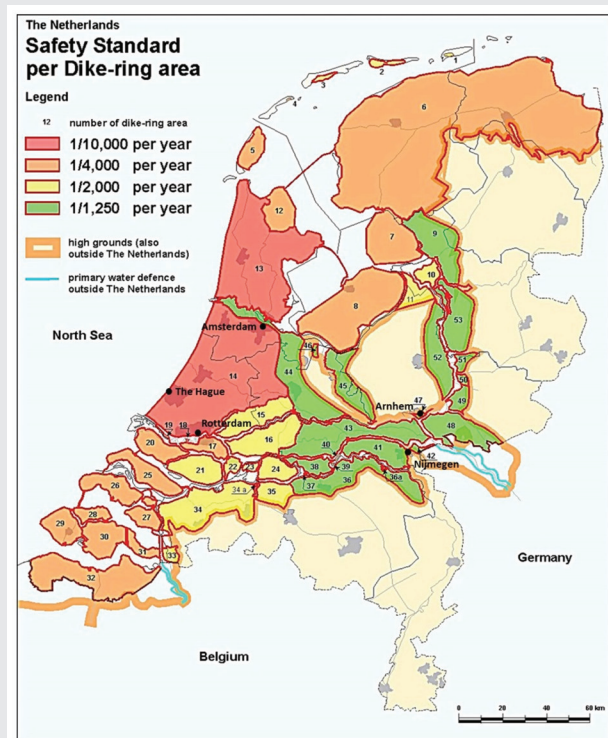 The Netherlands
Safety Standard
per Dike-ring area
Legend
12 number of dike-ring area
1/10,000 per year
1/4,000 per year
1/2,000 per year
1/1,250 per year
high grounds (also
outside The Netherlands)
primary water defence
outside The Netherlands
1
2
3
4
5
6
7
8
9
10
11
12
13
North Sea
Amsterdam
14
The Hague
44
46
45
52
53
51
50
49
47
Arnhem
48
15
19
18
Rotterdam
20
17
16
43
40
41
Nijmegen
42
25
21
22
23
24
38
39
36
36a
37
26
34
34 a
35
28
27
29
30
31
33
32
Germany
Belgium
0 20 40 60 km